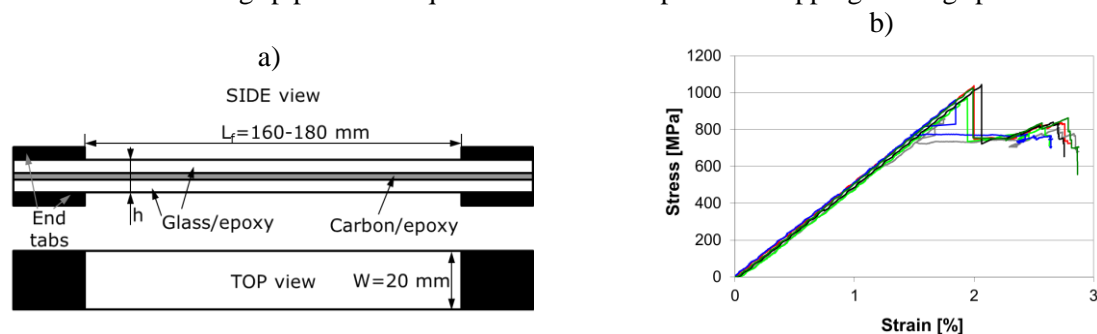 a)
SIDE view
Lf=160-180 mm
h
End
tabs
Glass/epoxy
Carbon/epoxy
TOP view
W=20 mm
b)
Stress [MPa]
1200
1000
800
600
400
200
0
0 1 2 3
Strain [%]